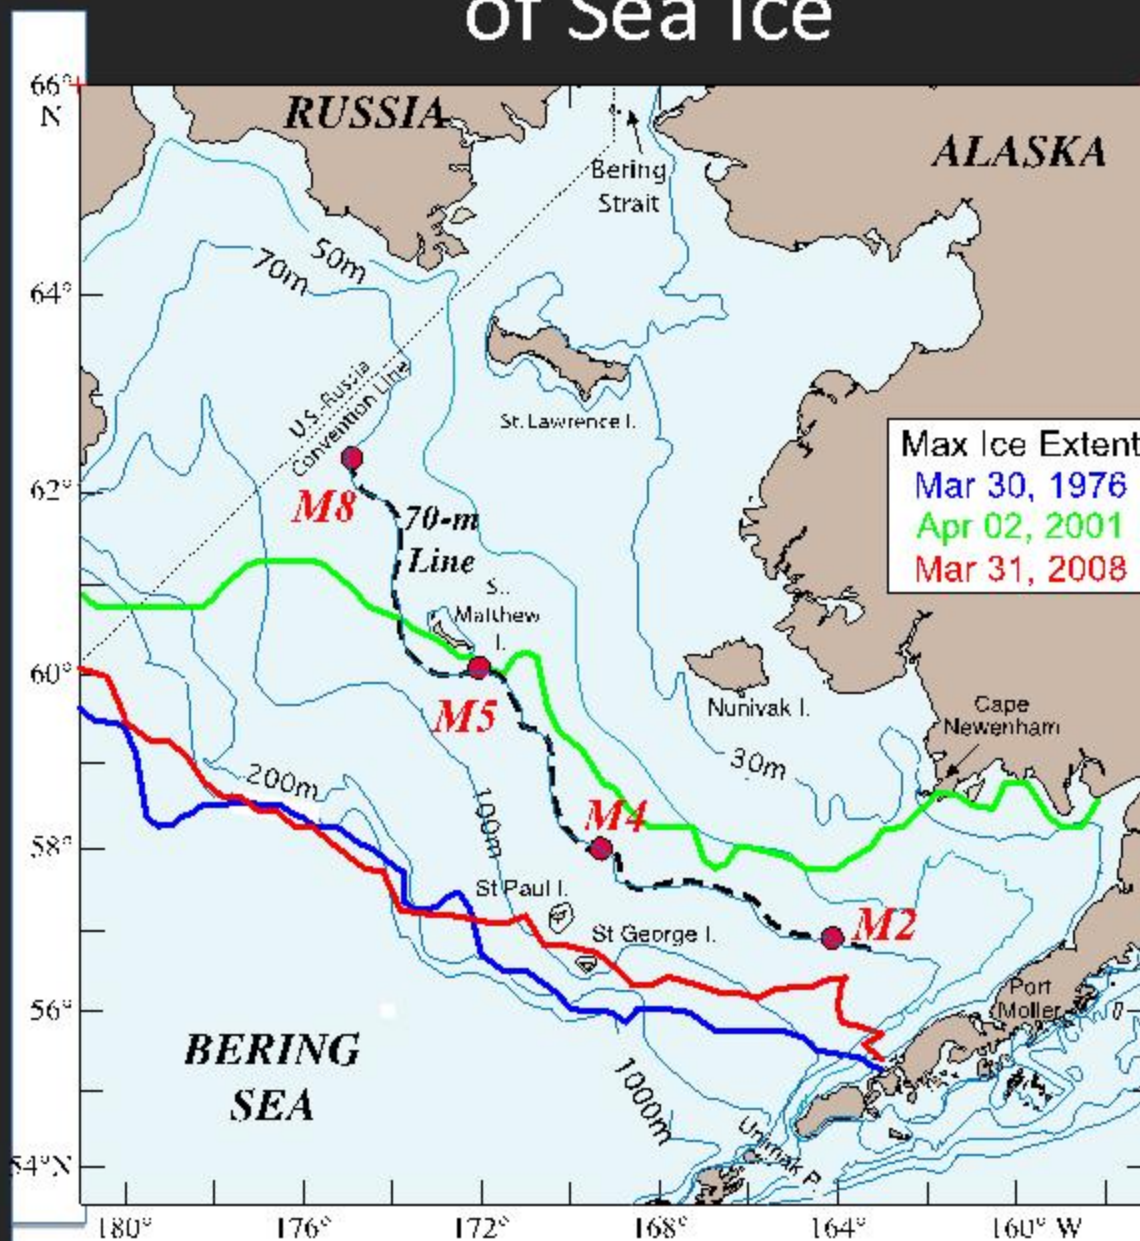 of Sea Ice
66°
N
RUSSIA
ALASKA
Bering
Strait
50m
70m
64°
U.S.-Russia
Convention Line
St. Lawrence I.
Max Ice Extent
Mar 30, 1976
Apr 02, 2001
Mar 31, 2008
62°
M8
70-m
Line
S..
Matthew
I.
60°
M5
Nunivak I.
Cape
Newenham
30m
200m
100m
M4
58°
St Paul I.
St George I.
M2
56°
Port
Moller
BERING
SEA
1000m
Unimak P.
54°N
180°
176°
172°
168°
164°
160° W